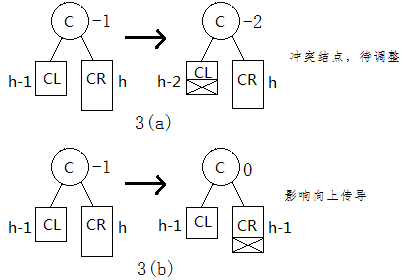 C -1
C -2
h-1 CL CR h
h-2 CL CR h
冲突结点，待调整
3(a)
C -1
C 0
h-1 CL CR h
h-1 CL CR h-1
影响向上传导
3(b)